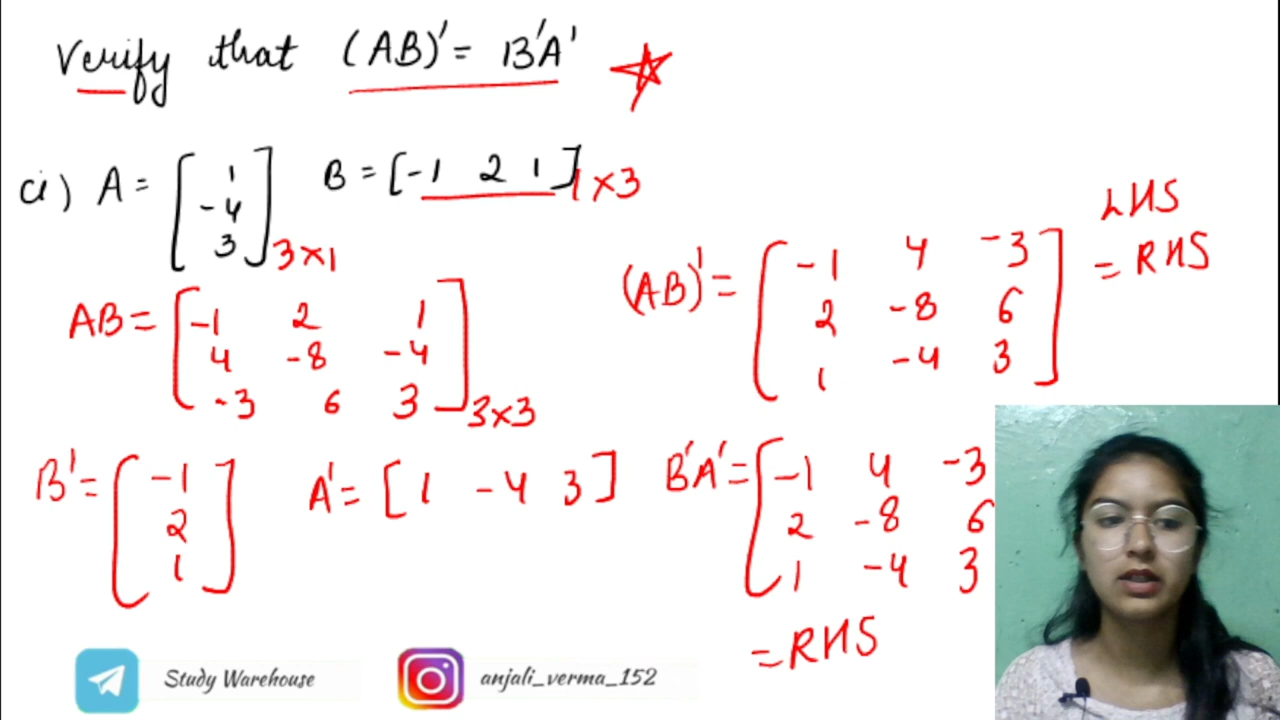 Verify that (AB)' = B'A'
(i) A = [1 -4 3] 3×1 B = [-1 2 1] 1×3
AB = [-1 2 1
4 -8 -4
-3 6 3] 3×3
(AB)' = [-1 4 -3
2 -8 6
1 -4 3]
LHS
= RHS
B' = [-1 2 1] A' = [1 -4 3]
B'A' = [-1 4 -3
2 -8 6
1 -4 3
= RHS
Study Warehouse
anjali_verma_152